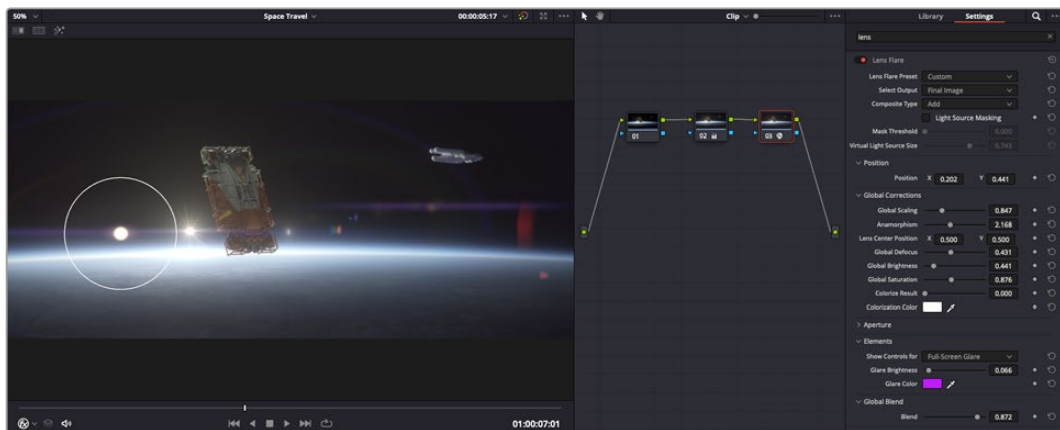 50% Space Travel 00:00:05:17 Clip Library Settings
lens
Lens Flare
Lens Flare Preset Custom
Select Output Final Image
Composite Type Add
Light Source Masking
Mask Threshold 0.000
Virtual Light Source Size 0.743
Position
Position X 0.202 Y 0.441
Global Corrections
Global Scaling 0.847
Anamorphism 2.168
Lens Center Position X 0.500 Y 0.500
Global Defocus 0.431
Global Brightness 0.441
Global Saturation 0.876
Colorize Result 0.000
Colorization Color
Aperture
Elements
Show Controls for Full-Screen Glare
Glare Brightness 0.066
Glare Color
Global Blend
Blend 0.872
01 02 03
01:00:07:01